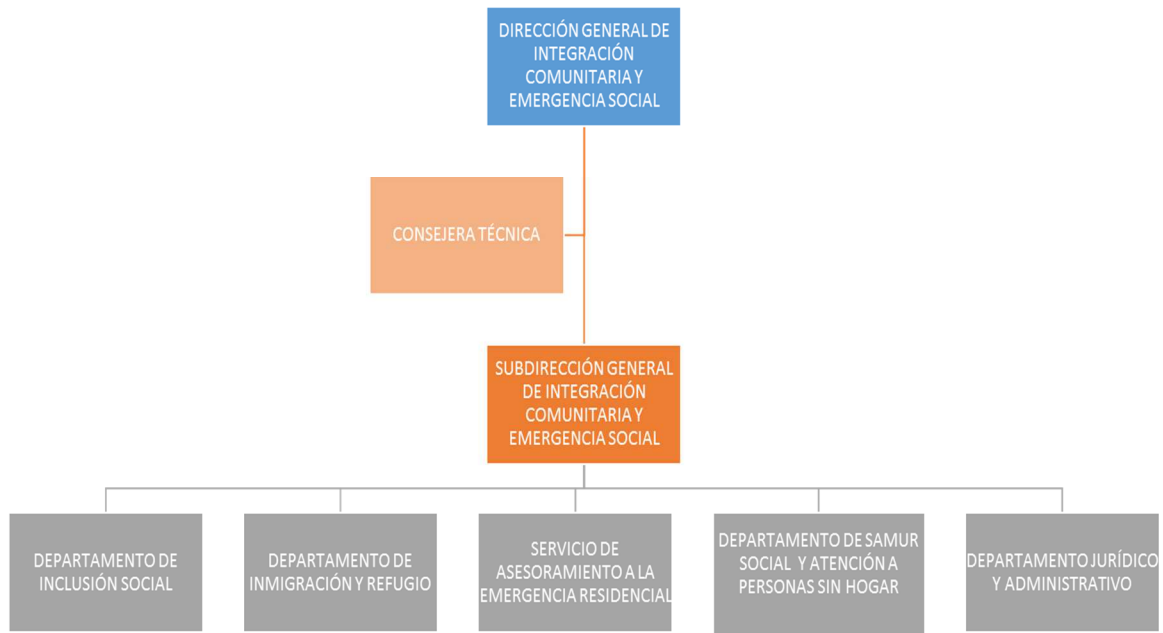 DIRECCIÓN GENERAL DE
INTEGRACIÓN
COMUNITARIA Y
EMERGENCIA SOCIAL
CONSEJERA TÉCNICA
SUBDIRECCIÓN GENERAL
DE INTEGRACIÓN
COMUNITARIA Y
EMERGENCIA SOCIAL
DEPARTAMENTO DE
INCLUSIÓN SOCIAL
DEPARTAMENTO DE
INMIGRACIÓN Y REFUGIO
SERVICIO DE
ASESORAMIENTO A LA
EMERGENCIA RESIDENCIAL
DEPARTAMENTO DE SAMUR
SOCIAL Y ATENCIÓN A
PERSONAS SIN HOGAR
DEPARTAMENTO JURÍDICO
Y ADMINISTRATIVO